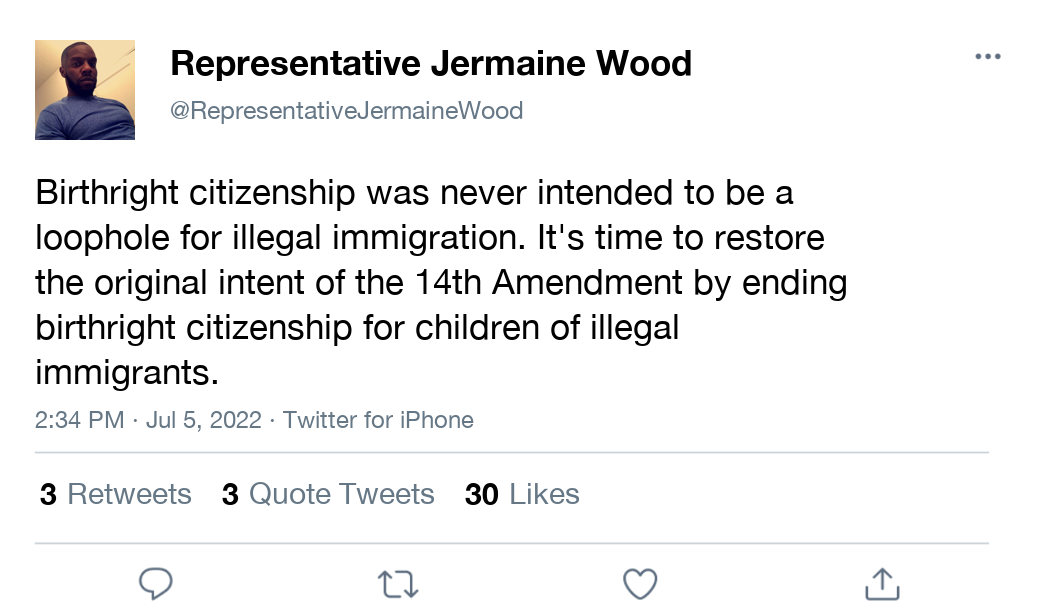 Representative Jermaine Wood
@RepresentativeJermaineWood
Birthright citizenship was never intended to be a
loophole for illegal immigration. It's time to restore
the original intent of the 14th Amendment by ending
birthright citizenship for children of illegal
immigrants.
2:34 PM · Jul 5, 2022 · Twitter for iPhone
3 Retweets 3 Quote Tweets 30 Likes